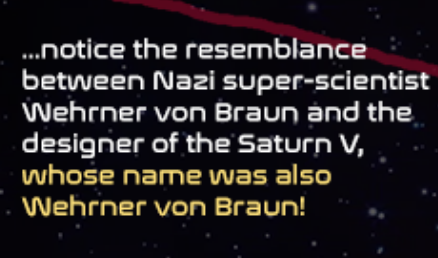 ...notice the resemblance
between Nazi super-scientist
Wehrner von Braun and the
designer of the Saturn V,
whose name was also
Wehrner von Braun!